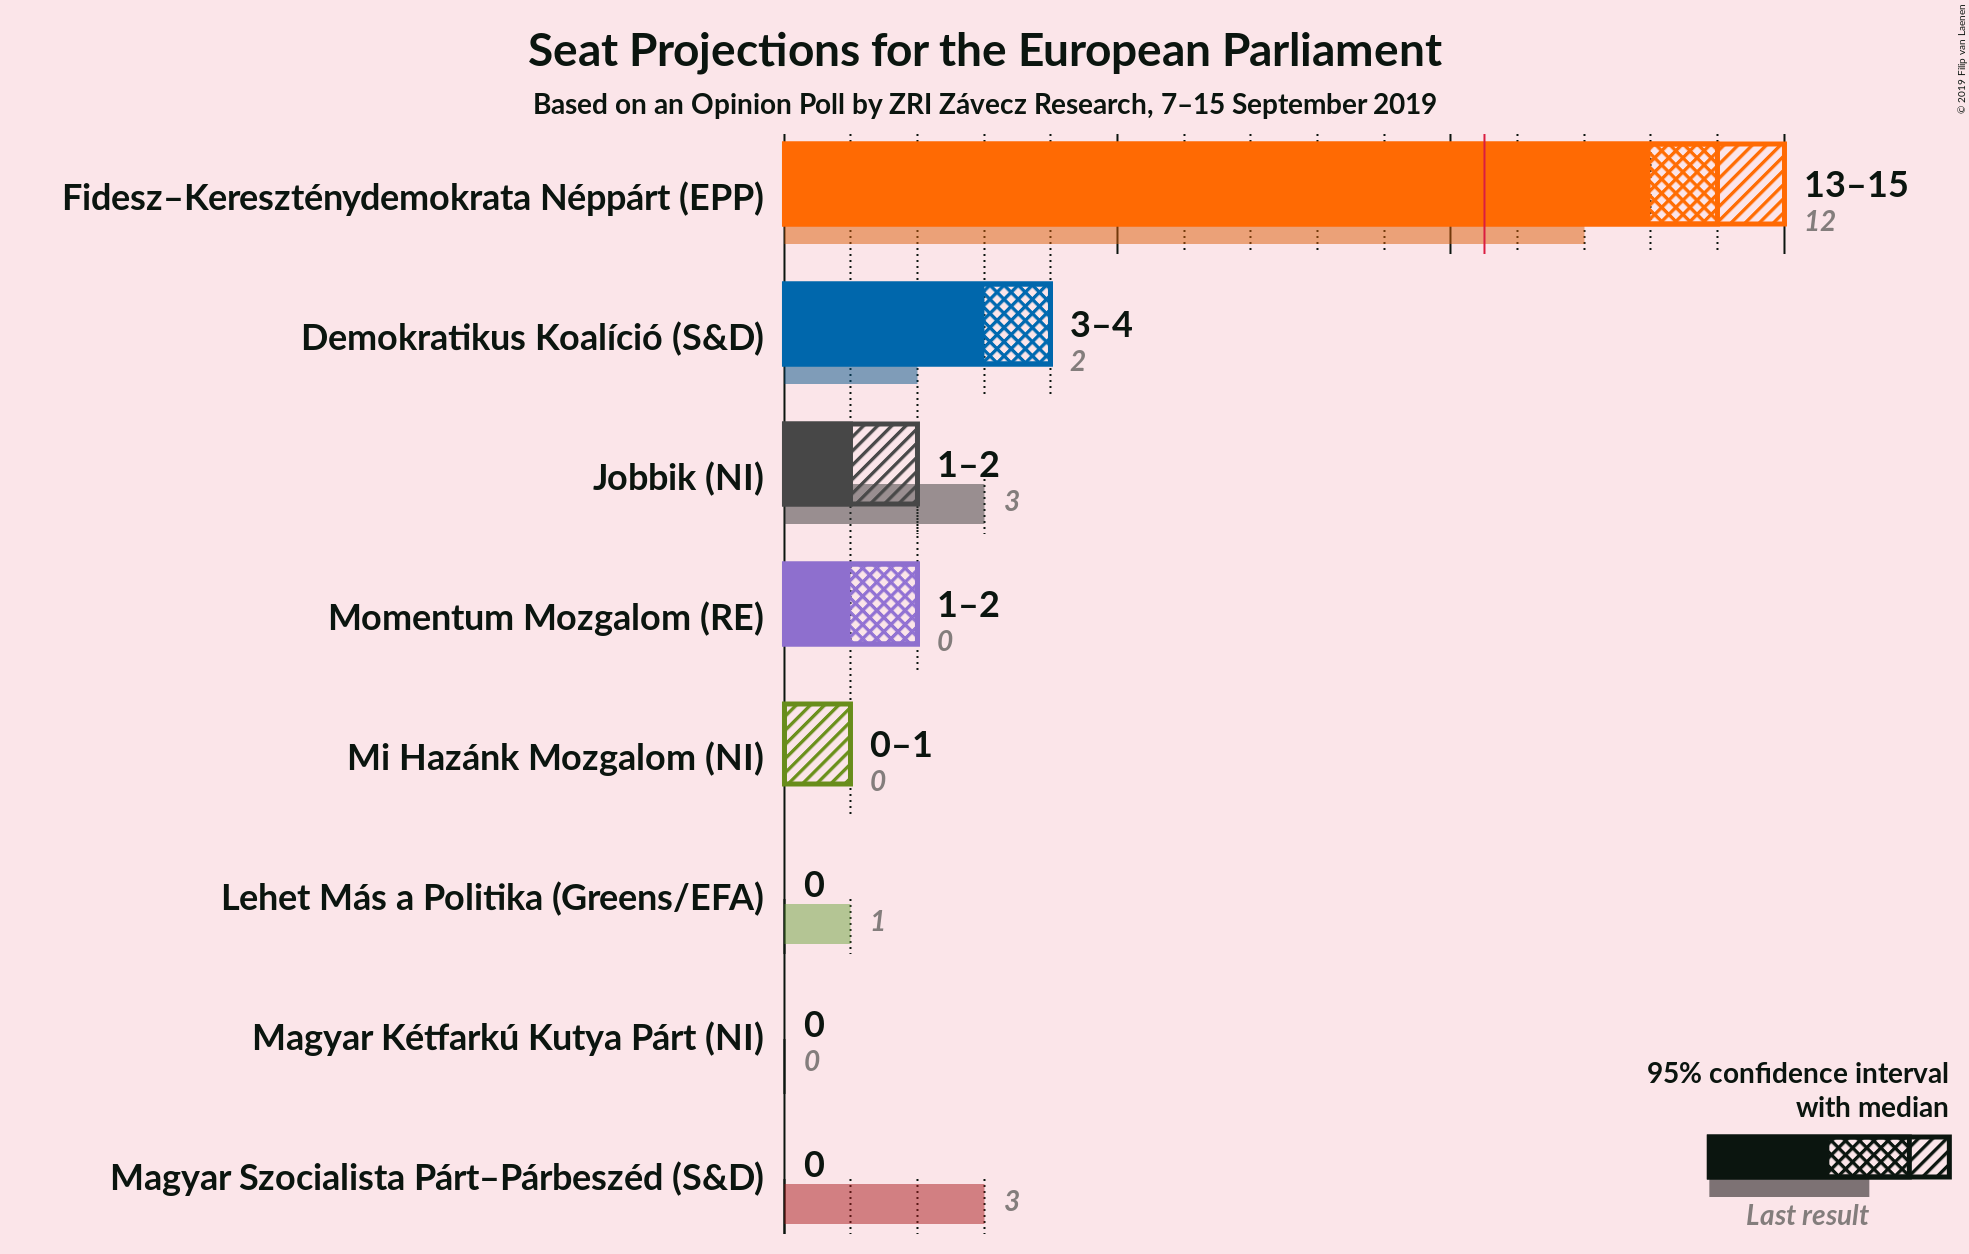 Seat Projections for the European Parliament
Based on an Opinion Poll by ZRI Závecz Research, 7–15 September 2019
© 2019 Filip van Laenen
Fidesz–Kereszténydemokrata Néppárt (EPP)
13–15
12
Demokratikus Koalíció (S&D)
3–4
2
Jobbik (NI)
1–2
3
Momentum Mozgalom (RE)
1–2
0
Mi Hazánk Mozgalom (NI)
0–1
0
Lehet Más a Politika (Greens/EFA)
0
1
Magyar Kétfarkú Kutya Párt (NI)
0
0
Magyar Szocialista Párt–Párbeszéd (S&D)
0
3
95% confidence interval
with median
Last result